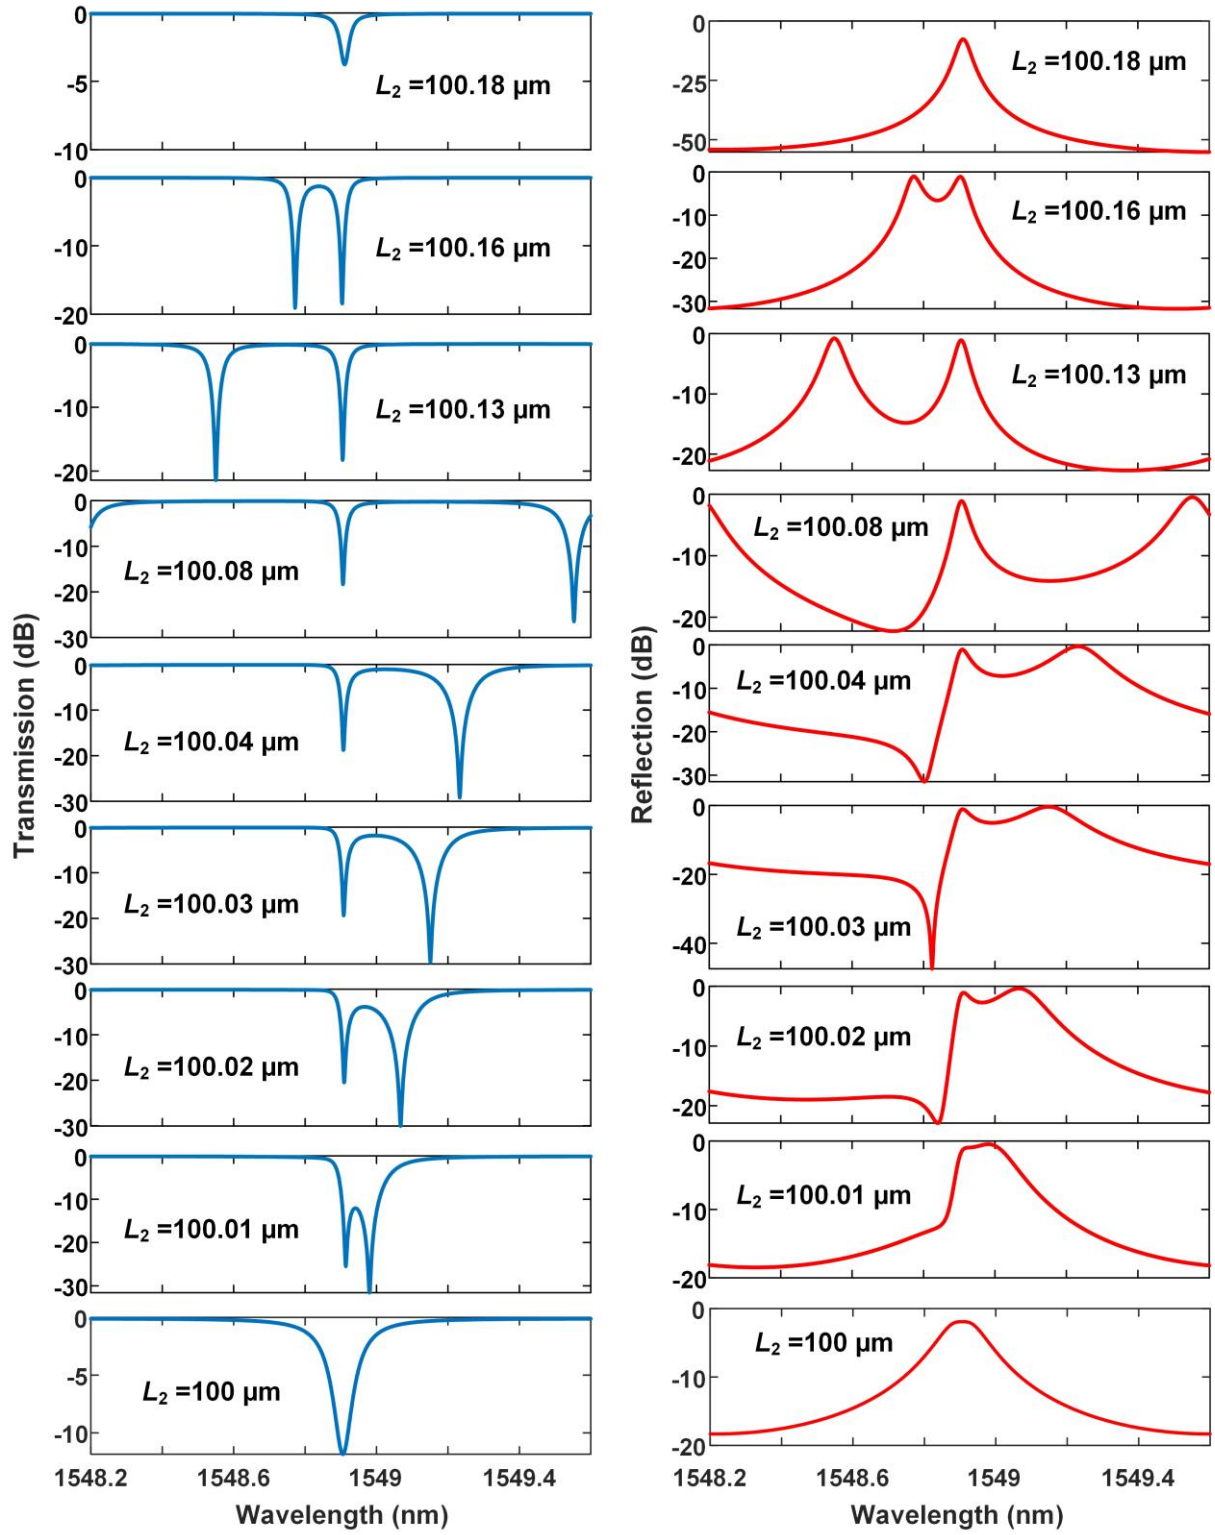 Transmission (dB)
0
-5
-10
L2 =100.18 µm
0
-10
-20
L2 =100.16 µm
0
-10
-20
L2 =100.13 µm
0
-10
-20
-30
L2 =100.08 µm
0
-10
-20
-30
L2 =100.04 µm
0
-10
-20
-30
L2 =100.03 µm
0
-10
-20
-30
L2 =100.02 µm
0
-10
-20
-30
L2 =100.01 µm
0
-5
-10
L2 =100 µm
1548.2 1548.6 1549 1549.4
Wavelength (nm)
Reflection (dB)
0
-25
-50
L2 =100.18 µm
0
-10
-20
-30
L2 =100.16 µm
0
-10
-20
L2 =100.13 µm
0
-10
-20
L2 =100.08 µm
0
-10
-20
-30
L2 =100.04 µm
0
-20
-40
L2 =100.03 µm
0
-10
-20
L2 =100.02 µm
0
-10
-20
L2 =100.01 µm
0
-10
-20
L2 =100 µm
1548.2 1548.6 1549 1549.4
Wavelength (nm)